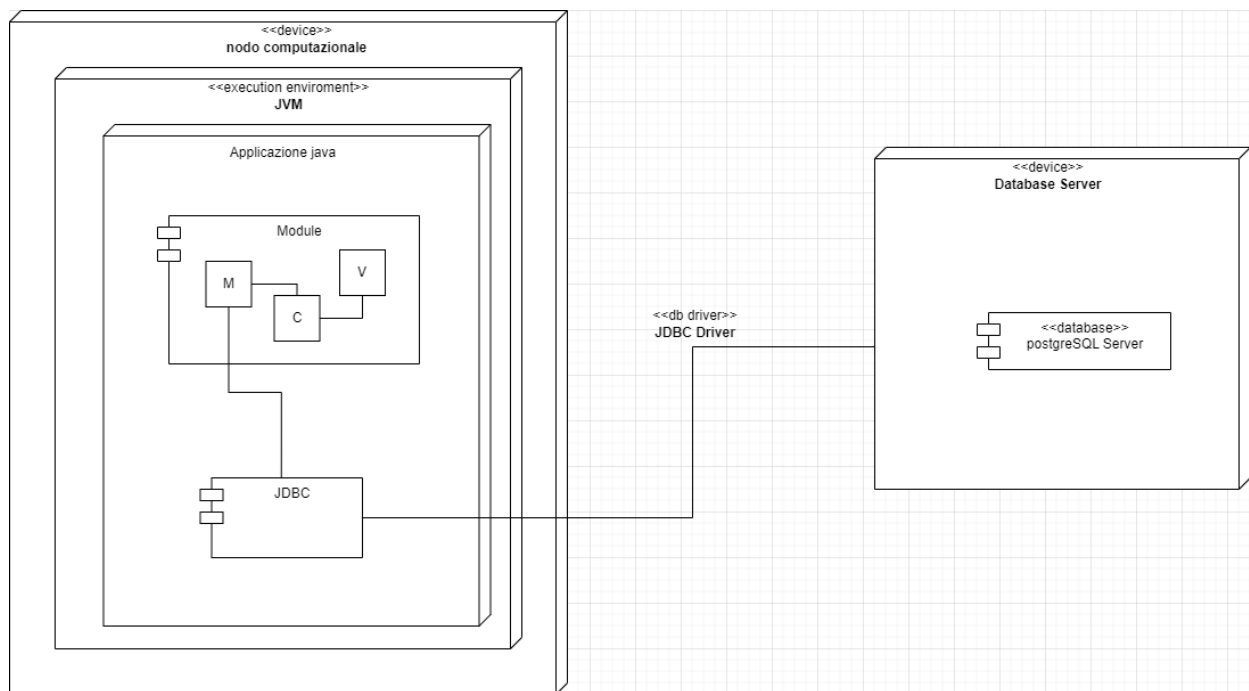 <<device>>
nodo computazionale
<<execution enviroment>>
JVM
Applicazione java
Module
M
V
C
JDBC
<<db driver>>
JDBC Driver
<<device>>
Database Server
<<database>>
postgreSQL Server